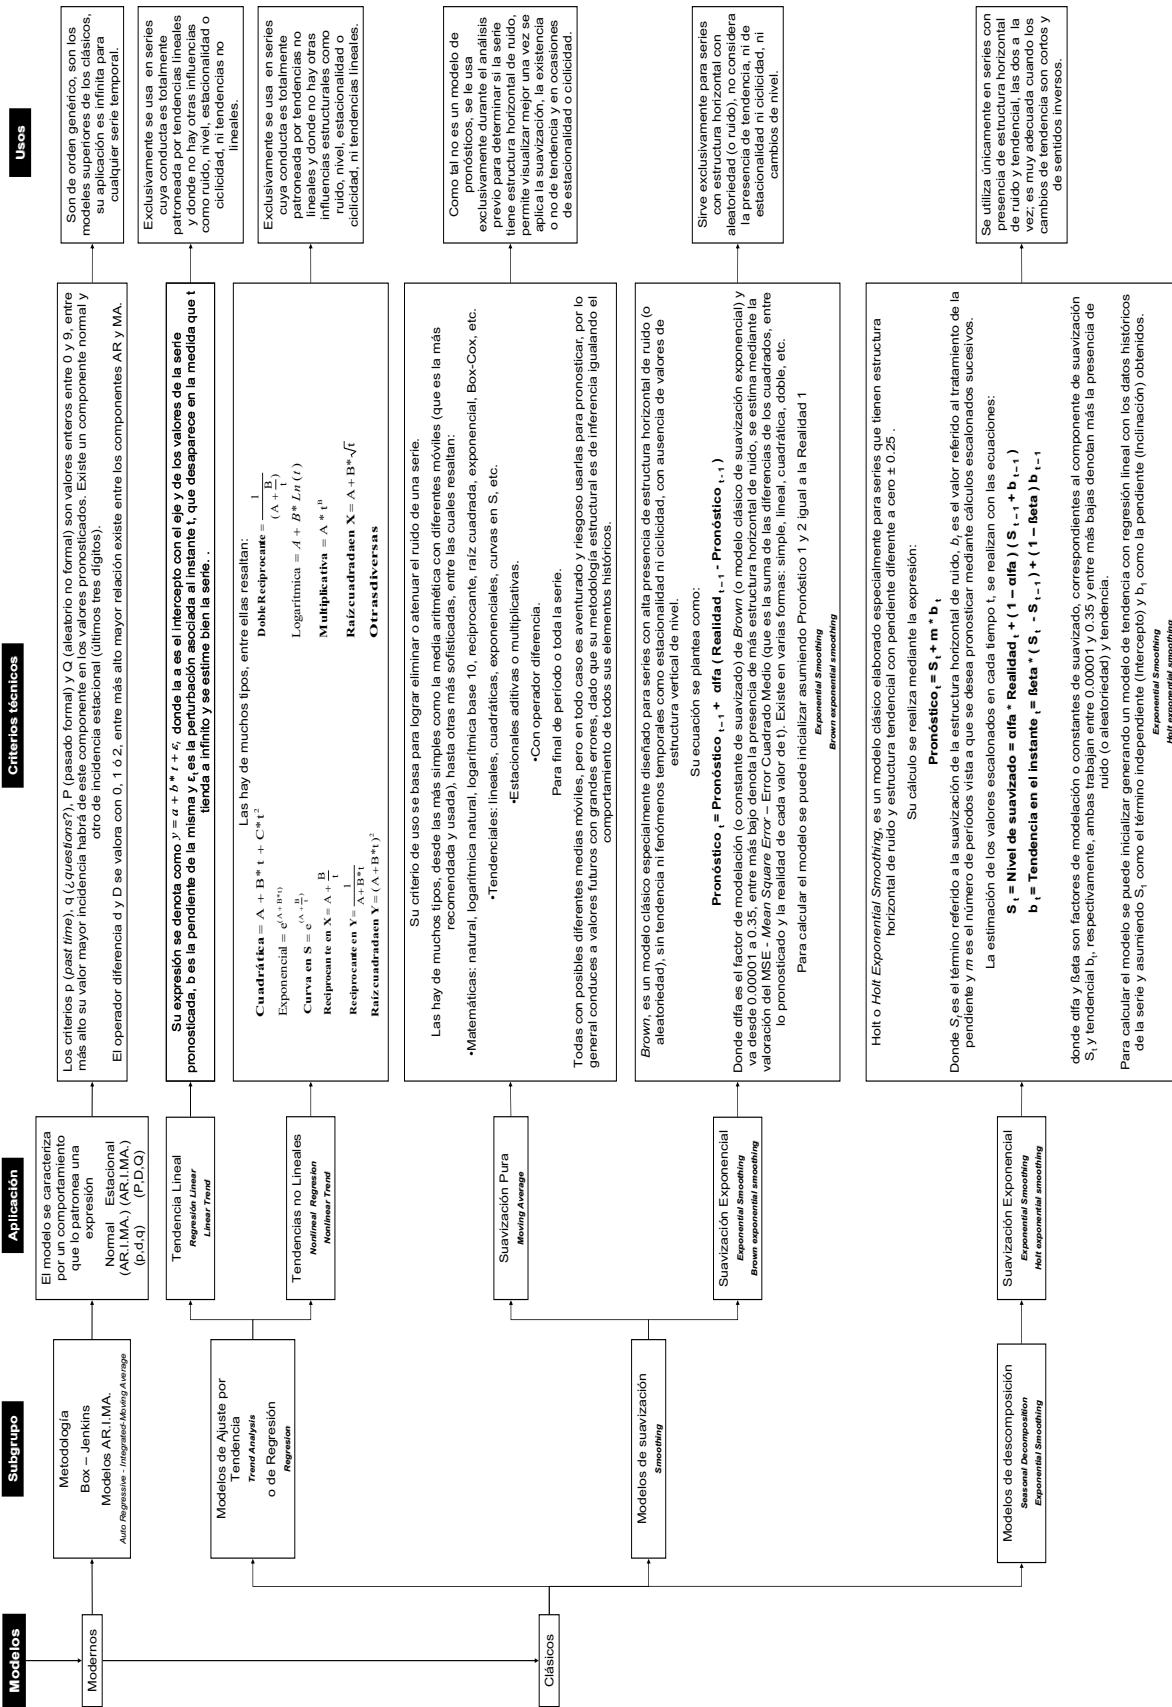 Modelos
Subgrupo
Aplicación
Criterios técnicos
Usos
Modernos
Metodología
Box – Jenkins
Modelos AR.I.MA.
Auto Regressive - Integrated-Moving Average
El modelo se caracteriza
por un comportamiento
que lo patronea una
expresión
Normal Estacional
(AR.I.MA.) (AR.I.MA.)
(p,d,q) (P,D,Q)
Los criterios p (past time), q (¿questions?), P (pasado formal) y Q (aleatorio no formal) son valores enteros entre 0 y 9, entre
más alto su valor mayor incidencia habrá de este componente en los valores pronosticados. Existe un componente normal y
otro de incidencia estacional (últimos tres dígitos).
El operador diferencia d y D se valora con 0, 1 ó 2, entre más alto mayor relación existe entre los componentes AR y MA.
Son de orden genérico, son los
modeles superiores de los clásicos,
su aplicación es infinita para
cualquier serie temporal.
Clásicos
Modelos de Ajuste por
Tendencia
Trend Analysis
o de Regresión
Regresion
Tendencia Lineal
Regresión Linear
Linear Trend
Su expresión se denota como y = a + b * t + ε, donde la a es el intercepto con el eje y de los valores de la serie
pronosticada, b es la pendiente de la misma y ε, es la perturbación asociada al instante t, que desaparece en la medida que t
tienda a infinito y se estime bien la serie. .
Exclusivamente se usa en series
cuya conducta es totalmente
patroneada por tendencias lineales
y donde no hay otras influencias
como ruido, nivel, estacionalidad o
ciclicidad, ni tendencias no
lineales.
Tendencias no Lineales
Nonlineal Regresion
Nonlinear Trend
Las hay de muchos tipos, entre ellas resaltan:
Cuadrática = A + B* t + C* t²
Exponencial = e^(A + B*t)
Curva en S = e^(A + B/t)
Reciprocante en X = A + B/t
Reciprocante en Y = 1/(A + B*t)
Raíz cuadradaen Y = (A + B*t)²
DobleReciprocante = 1/(A + B/t)
Logarítmica = A + B* Ln (t)
Multiplicativa = A * t^B
Raízcuadradaen X = A + B*√t
Otrasdiversas
Exclusivamente se usa en series
cuya conducta es totalmente
patroneada por tendencias no
lineales y donde no hay otras
influencias estructurales como
ruido, nivel, estacionalidad o
ciclicidad, ni tendencias lineales.
Modelos de suavización
Smoothing
Suavización Pura
Moving Average
Su criterio de uso se basa para lograr eliminar o atenuar el ruido de una serie.
Las hay de muchos tipos, desde las más simples como la media aritmética con diferentes móviles (que es la más
recomendada y usada), hasta otras más sofisticadas, entre las cuales resaltan:
•Matemáticas: natural, logarítmica natural, logarítmica base 10, reciprocante, raíz cuadrada, exponencial, Box-Cox, etc.
•Tendenciales: lineales, cuadráticas, exponenciales, curvas en S, etc.
•Estacionales aditivas o multiplicativas.
•Con operador diferencia.
Para final de período o toda la serie.
Todas con posibles diferentes medias móviles, pero en todo caso es aventurado y riesgoso usarlas para pronosticar, por lo
general conduces a valores futuros con grandes errores, dado que su metodología estructural es de inferencia igualando el
comportamiento de todos sus elementos históricos.
Como tal no es un modelo de
pronósticos, se le usa
exclusivamente durante el análisis
previo para determinar si la serie
tiene estructura horizontal de ruido,
permite visualizar mejor una vez se
aplica la suavización, la existencia
o no de tendencia y en ocasiones
de estacionalidad o ciclicidad.
Suavización Exponencial
Exponential Smoothing
Brown exponential smoothing
Brown, es un modelo clásico especialmente diseñado para series con alta presencia de estructura horizontal de ruido (o
aleatoriedad), sin tendencia ni fenómenos temporales como estacionalidad ni ciclicidad, con ausencia de valores de
estructura vertical de nivel.
Su ecuación se plantea como:
Pronóstico t = Pronóstico t – 1 + αlfa ( Realidad t – 1 - Pronóstico t - 1 )
Donde αlfa es el factor de modelación (o constante de suavizado) de Brown (o modelo clásico de suavización exponencial) y
va desde 0.00001 a 0.35, entre más bajo denota la presencia de más estructura horizontal de ruido, se estima mediante la
valoración del MSE - Mean Square Error – Error Cuadrado Medio (que es la suma de las diferencias de los cuadrados, entre
lo pronosticado y la realidad de cada valor de t). Existe en varias formas: simple, lineal, cuadrática, doble, etc.
Para calcular el modelo se puede inicializar asumiendo Pronóstico 1 y 2 igual a la Realidad 1
Exponential Smoothing
Brown exponential smoothing
Sirve exclusivamente para series
con estructura horizontal con
aleatoriedad (o ruido), no considera
la presencia de tendencia, ni de
estacionalidad ni ciclicidad, ni
cambios de nivel.
Modelos de descomposición
Seasonal Decomposition
Exponential Smoothing
Suavización Exponencial
Exponential Smoothing
Holt exponential smoothing
Holt o Holt Exponential Smoothing, es un modelo clásico elaborado especialmente para series que tienen estructura
horizontal de ruido y estructura tendencial con pendiente diferente a cero ± 0.25 .
Su cálculo se realiza mediante la expresión:
Pronóstico t = S t + m * b t
Donde St es el término referido a la suavización de la estructura horizontal de ruido, bt es el valor referido al tratamiento de la
pendiente y m es el número de períodos vista a que se desea pronosticar mediante cálculos escalonados sucesivos.
La estimación de los valores escalonados en cada tiempo t, se realizan con las ecuaciones:
S t = Nivel de suavizado = αlfa * Realidad t + (1 – αlfa ) ( S t – 1 + b t – 1 )
b t = Tendencia en el instante t = ßeta * ( S t - S t – 1 ) + (1 – ßeta ) b t – 1
donde αlfa y ßeta son factores de modelación o constantes de suavizado, correspondientes al componente de suavización
St y tendencial bt, respectivamente, ambas trabajan entre 0.00001 y 0.35 y entre más bajas denotan más la presencia de
ruido (o aleatoriedad) y tendencia.
Para calcular el modelo se puede inicializar generando un modelo de tendencia con regresión lineal con los datos históricos
de la serie y asumiendo S1 como el término independiente (Intercepto) y b1 como la pendiente (Inclinación) obtenidos.
Exponential Smoothing
Holt exponential smoothing
Se utiliza únicamente en series con
presencia de estructura horizontal
de ruido y tendencial, las dos a la
vez; es muy adecuada cuando los
cambios de tendencia son cortos y
de sentidos inversos.